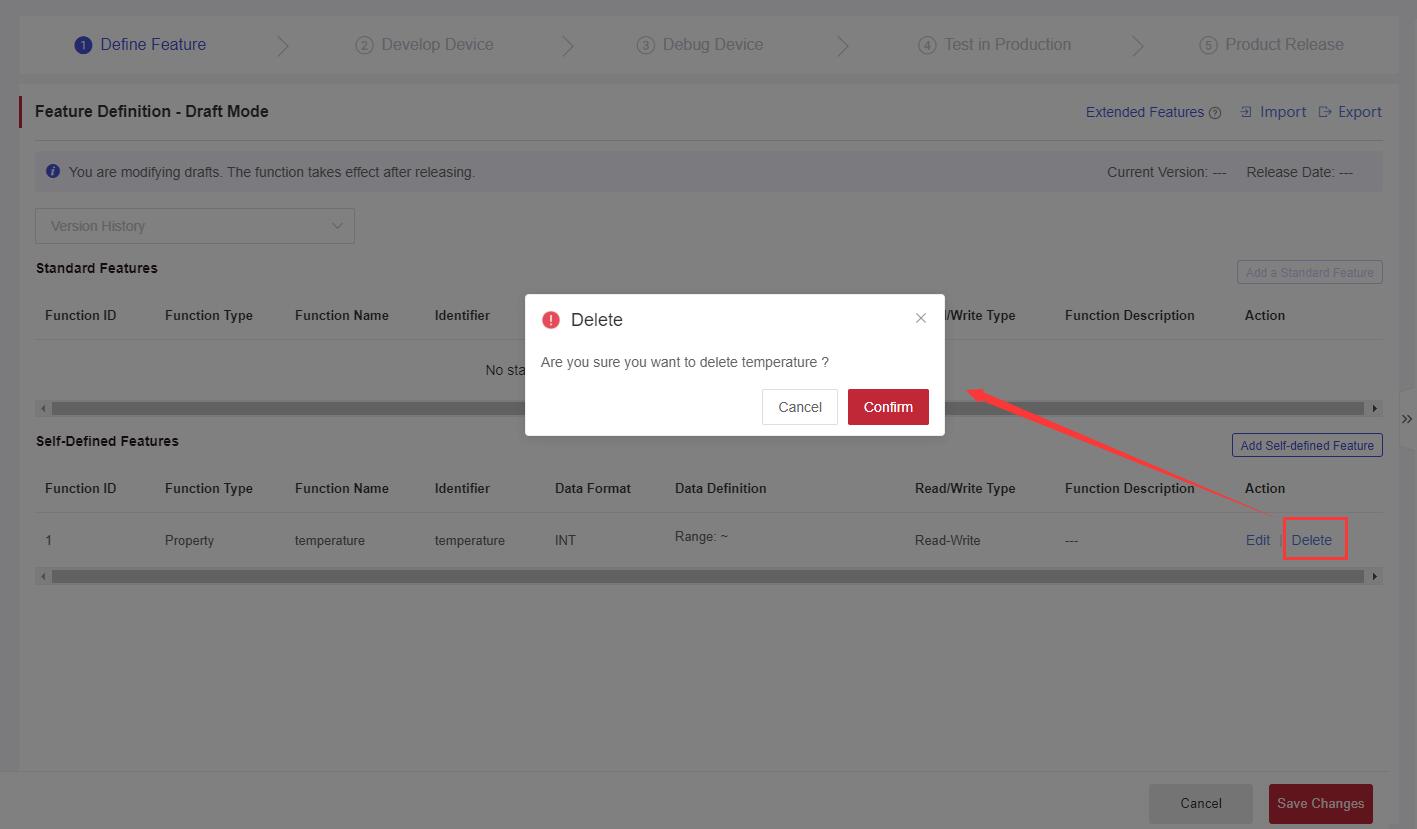 1 Define Feature
2 Develop Device
3 Debug Device
4 Test in Production
5 Product Release
Feature Definition - Draft Mode
Extended Features ? Import Export
i You are modifying drafts. The function takes effect after releasing.
Current Version: --- Release Date: ---
Version History
Standard Features
Add a Standard Feature
Function ID Function Type Function Name Identifier /Write Type Function Description Action
No sta
! Delete
Are you sure you want to delete temperature ?
Cancel Confirm
Self-Defined Features
Add Self-defined Feature
Function ID Function Type Function Name Identifier Data Format Data Definition Read/Write Type Function Description Action
1 Property temperature temperature INT Range: ~ Read-Write --- Edit | Delete
Cancel Save Changes